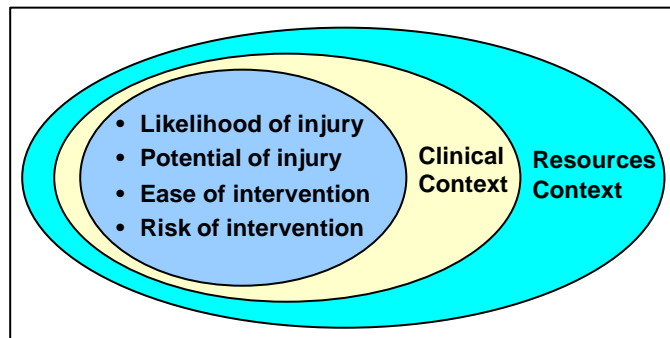 • Likelihood of injury
• Potential of injury
• Ease of intervention
• Risk of intervention
Clinical
Context
Resources
Context